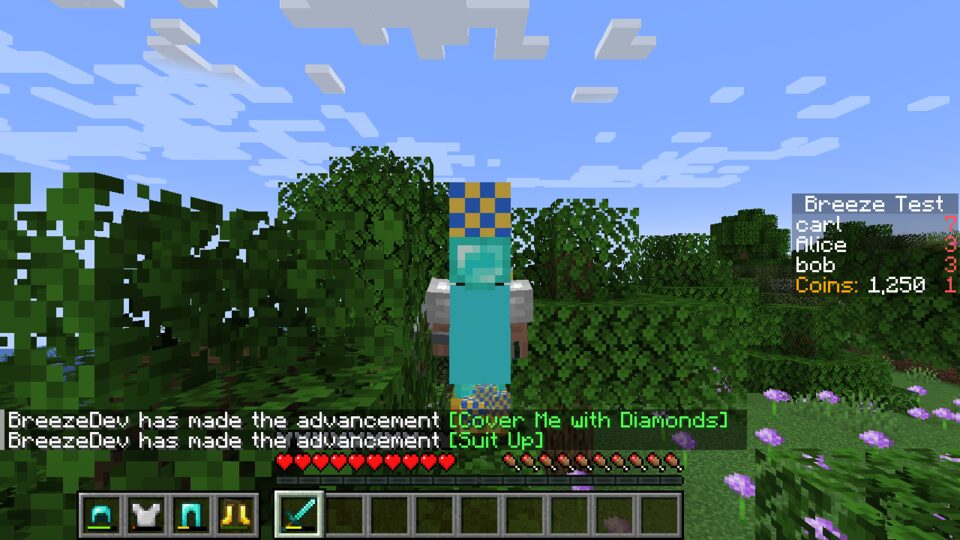 Breeze Test
carl 7
Alice 3
bob 3
Coins: 1,250 1
BreezeDev has made the advancement [Cover Me with Diamonds]
BreezeDev has made the advancement [Suit Up]